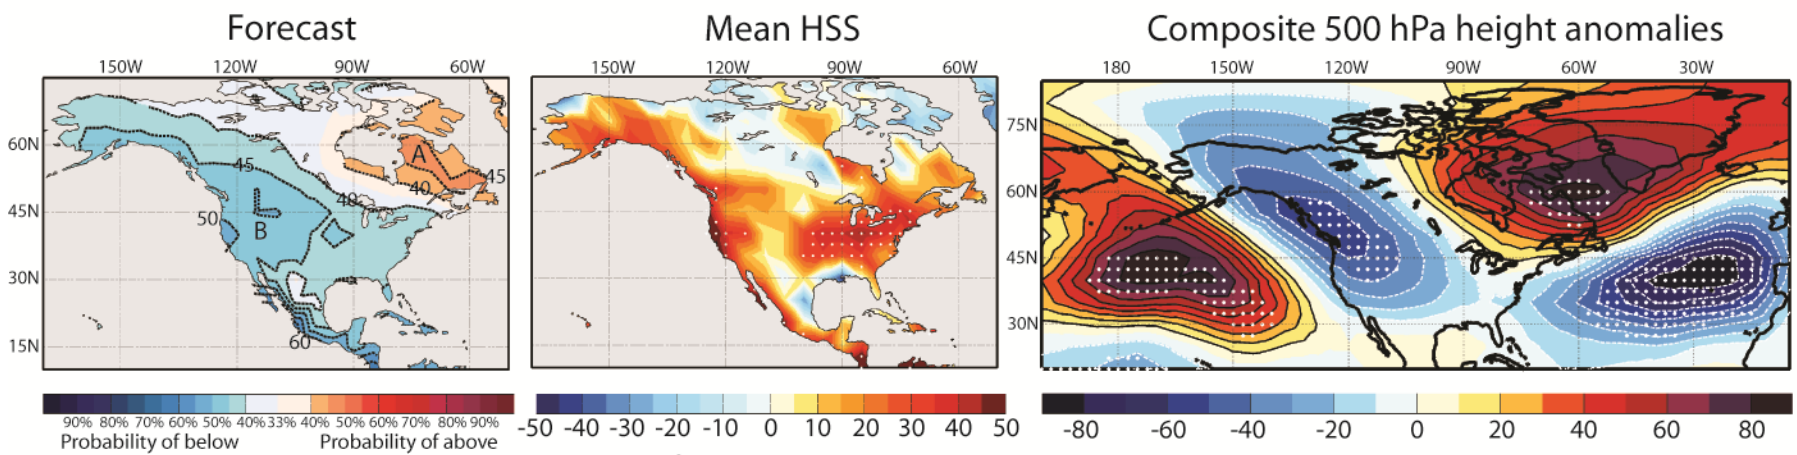 Forecast
Mean HSS
Composite 500 hPa height anomalies
150W 120W 90W 60W
150W 120W 90W 60W
180 150W 120W 90W 60W 30W
60N
45N
30N
15N
45
50
40
40
45
60
A
B
75N
60N
45N
30N
90% 80% 70% 60% 50% 40% 33% 40% 50% 60% 70% 80% 90%
Probability of below
Probability of above
-50 -40 -30 -20 -10 0 10 20 30 40 50
-80 -60 -40 -20 0 20 40 60 80